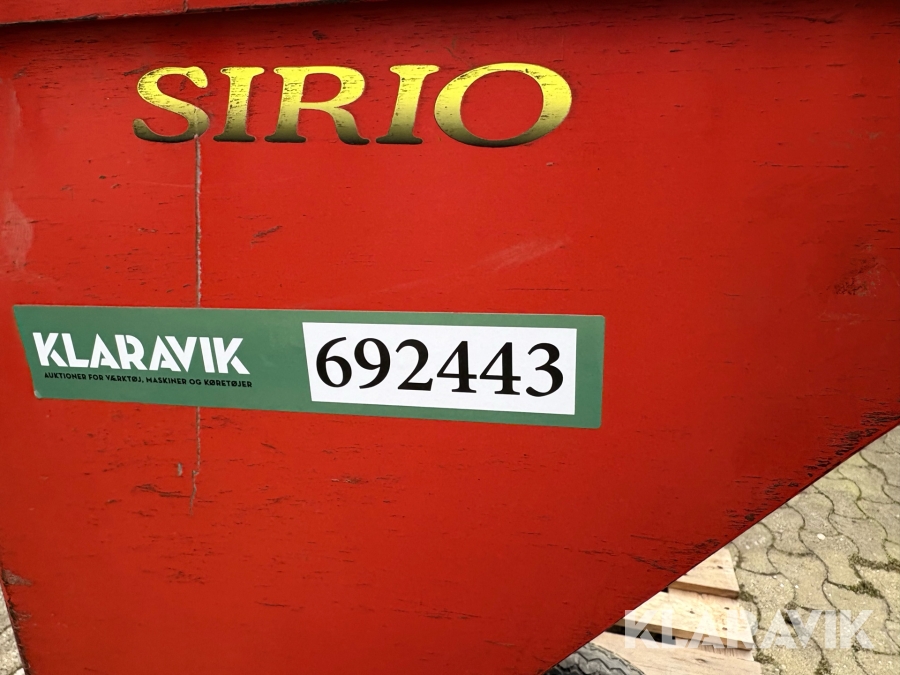 SIRIO
KLARAVIK
AUKTIONER FOR VÆRKTØJ, MASKINER OG KØRETØJER
692443
KLARAVIK